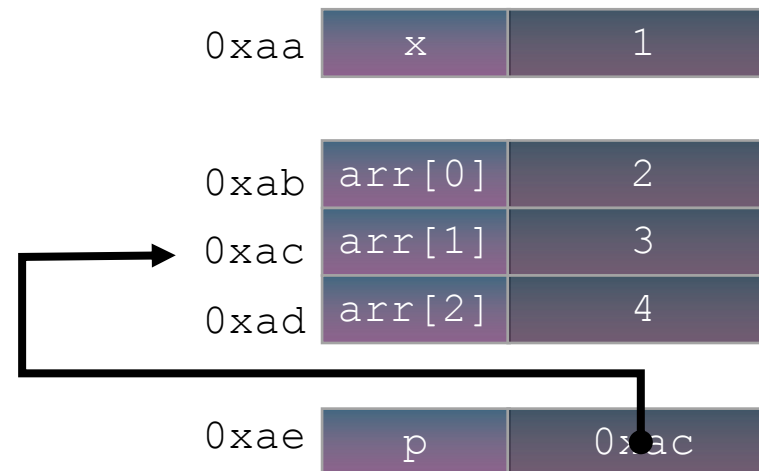 0xaa x 1
0xab arr[0] 2
0xac arr[1] 3
0xad arr[2] 4
0xae p 0xac